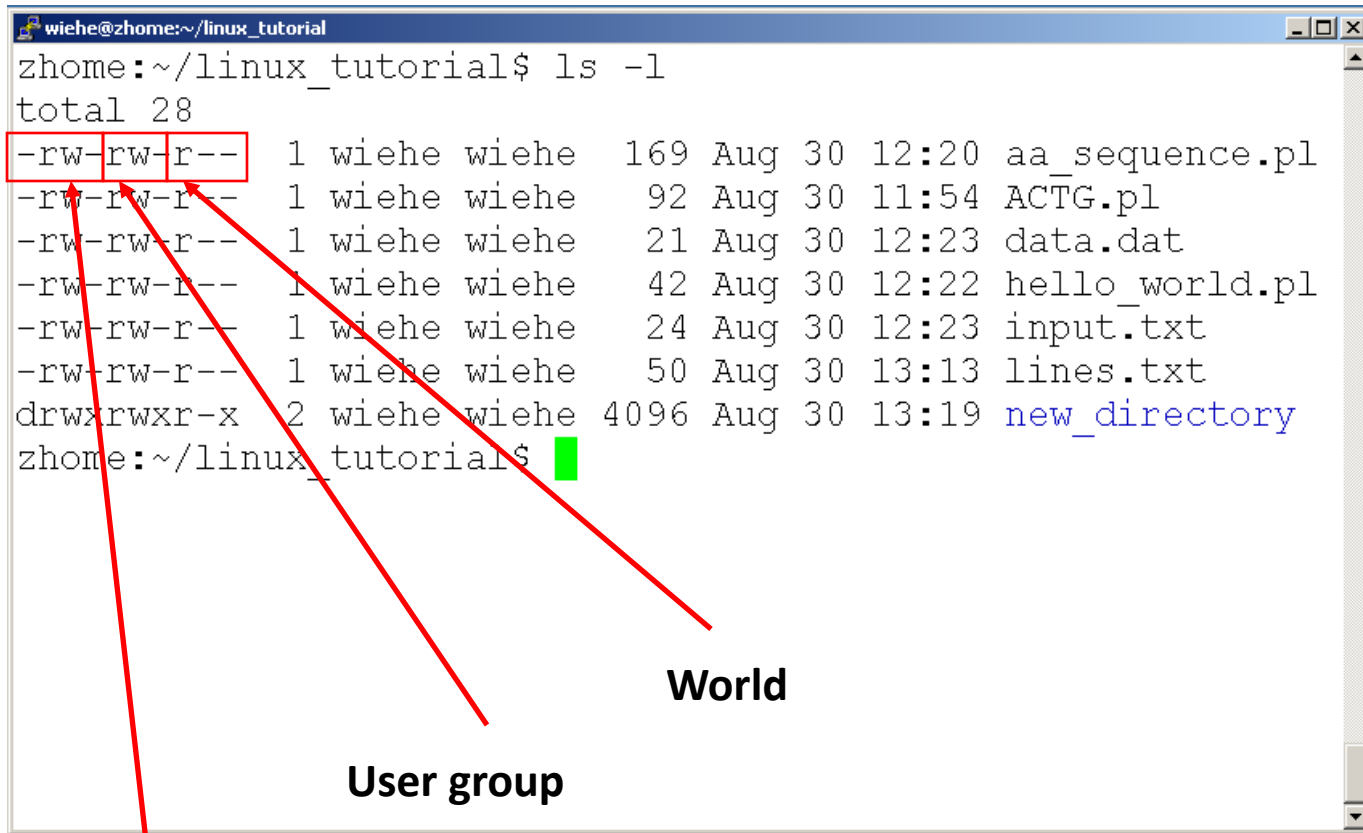 wiehe@zhome:~/linux_tutorial
zhome:~/linux_tutorial$ ls -l
total 28
-rw-rw-r-- 1 wiehe wiehe 169 Aug 30 12:20 aa_sequence.pl
-rw-rw-r-- 1 wiehe wiehe 92 Aug 30 11:54 ACTG.pl
-rw-rw-r-- 1 wiehe wiehe 21 Aug 30 12:23 data.dat
-rw-rw-r-- 1 wiehe wiehe 42 Aug 30 12:22 hello_world.pl
-rw-rw-r-- 1 wiehe wiehe 24 Aug 30 12:23 input.txt
-rw-rw-r-- 1 wiehe wiehe 50 Aug 30 13:13 lines.txt
drwxrwxr-x 2 wiehe wiehe 4096 Aug 30 13:19 new_directory
zhome:~/linux_tutorial$
World
User group